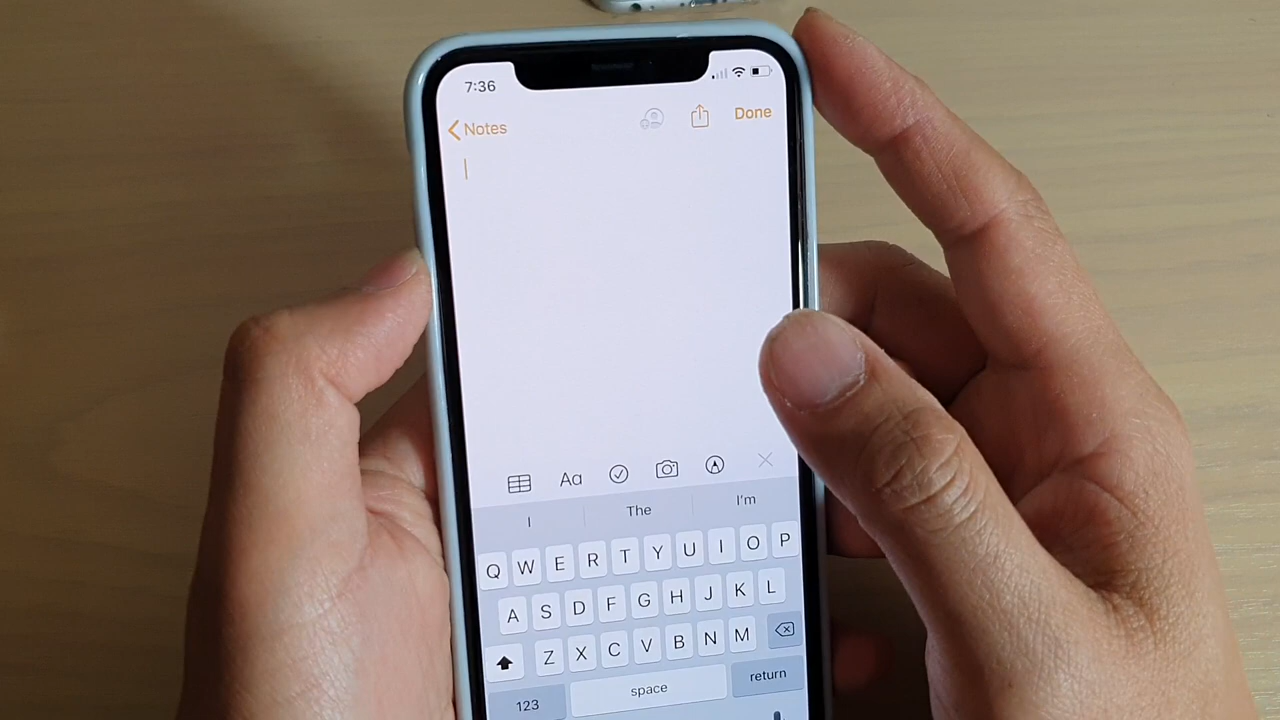 7:36
Notes
Done
Aa
I The I'm
Q W E R T Y U I O P
A S D F G H J K L
Z X C V B N M
123 space return